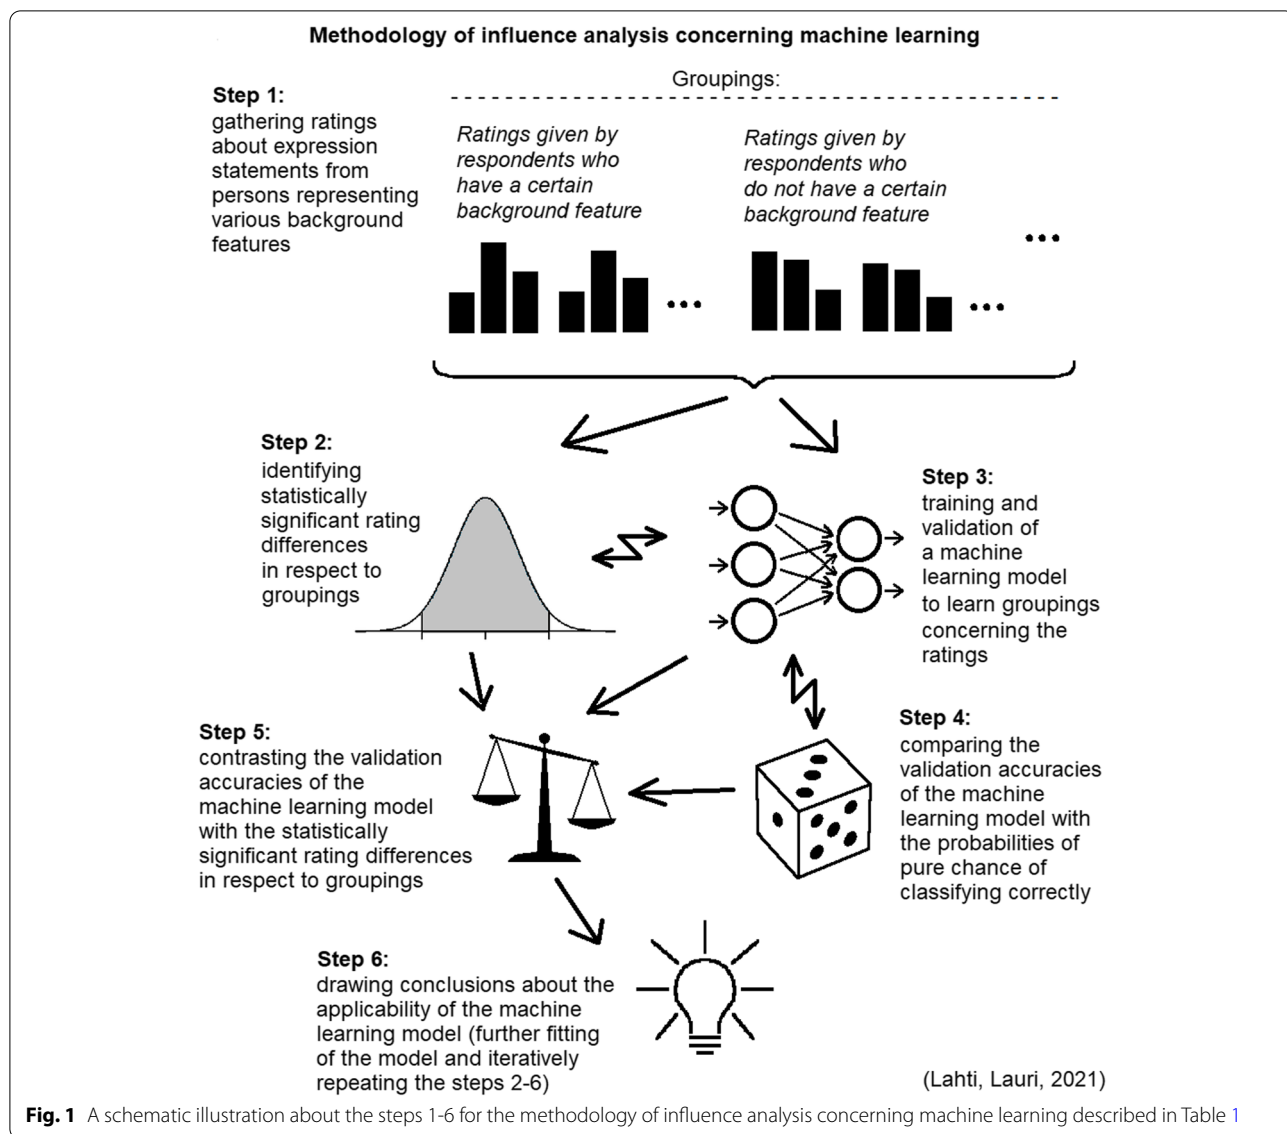 Methodology of influence analysis concerning machine learning
Groupings:
Step 1:
gathering ratings
about expression
statements from
persons representing
various background
features
Ratings given by
respondents who
have a certain
background feature
Ratings given by
respondents who
do not have a certain
background feature
...
...
...
Step 2:
identifying
statistically
significant rating
differences
in respect to
groupings
Step 3:
training and
validation of
a machine
learning model
to learn groupings
concerning the
ratings
Step 4:
comparing the
validation accuracies
of the machine
learning model with
the probabilities of
pure chance of
classifying correctly
Step 5:
contrasting the validation
accuracies of the
machine learning model
with the statistically
significant rating differences
in respect to groupings
Step 6:
drawing conclusions about the
applicability of the machine
learning model (further fitting
of the model and iteratively
repeating the steps 2-6)
(Lahti, Lauri, 2021)
Fig. 1 A schematic illustration about the steps 1-6 for the methodology of influence analysis concerning machine learning described in Table 1